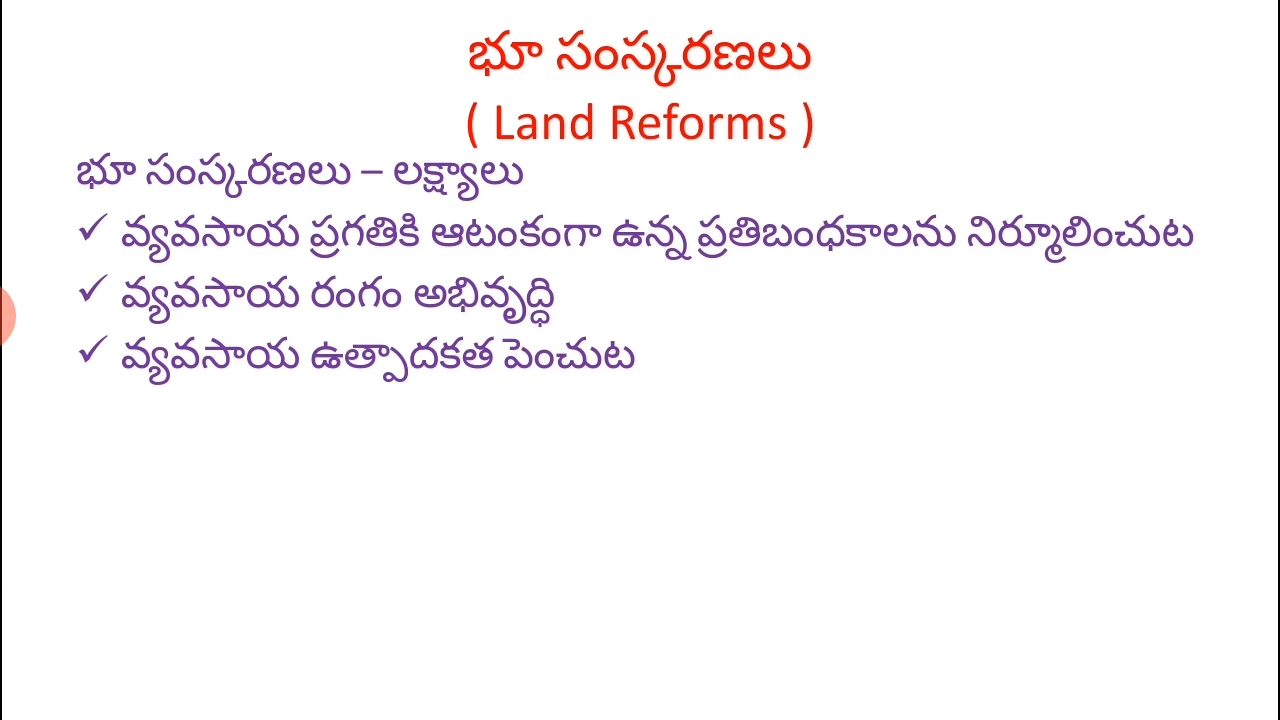 భూ సంస్కరణలు
( Land Reforms )
భూ సంస్కరణలు – లక్ష్యాలు
✓ వ్యవసాయ ప్రగతికి ఆటంకంగా ఉన్న ప్రతిబంధకాలను నిర్మూలించుట
✓ వ్యవసాయ రంగం అభివృద్ధి
✓ వ్యవసాయ ఉత్పాదకత పెంచుట